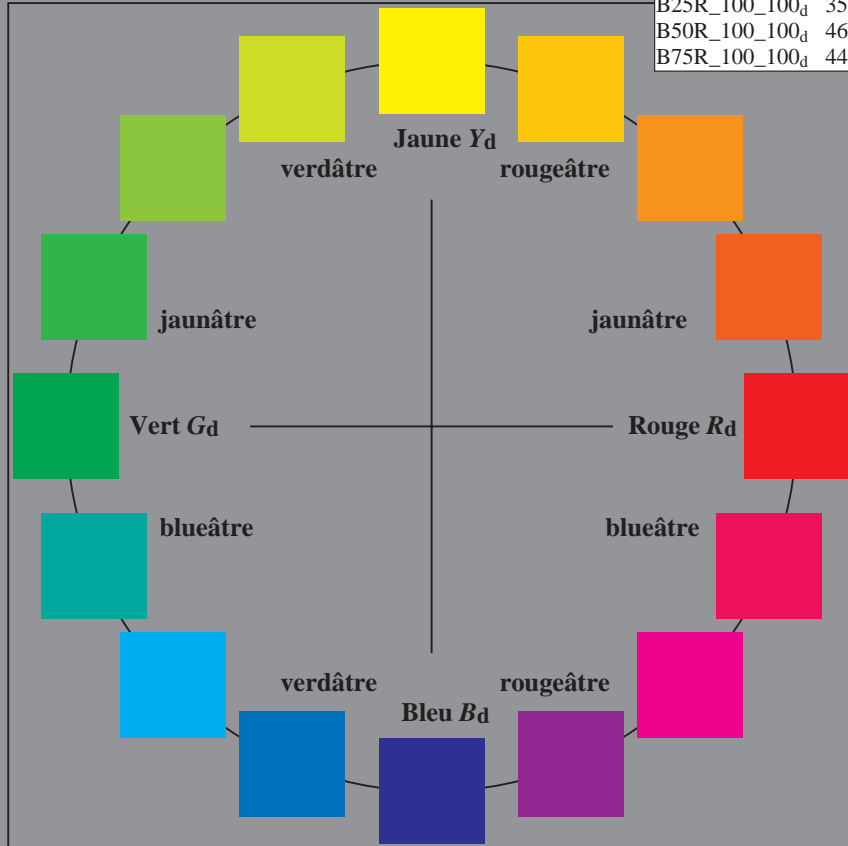 B25R_100_100d 35
B50R_100_100d 46
B75R_100_100d 44
Jaune Yd
verdâtre rougeâtre
jaunâtre jaunâtre
Vert Gd Rouge Rd
blueâtre blueâtre
verdâtre rougeâtre
Bleu Bd